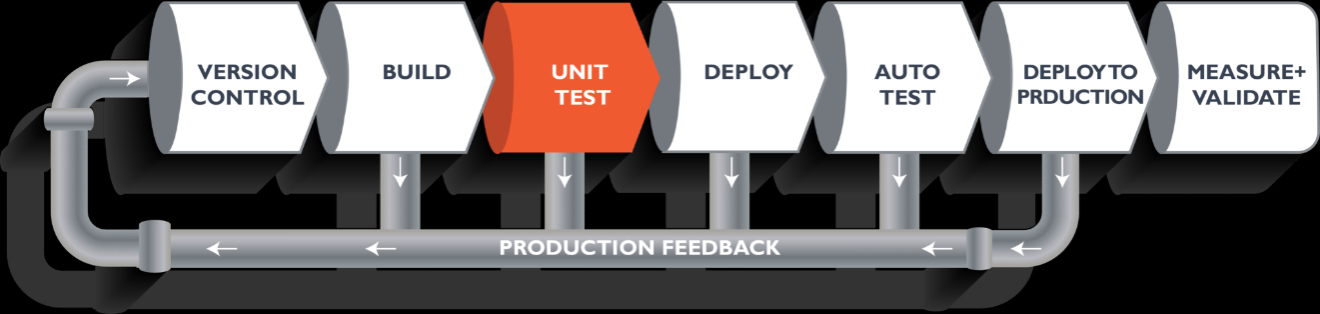 VERSION
CONTROL
BUILD
UNIT
TEST
DEPLOY
AUTO
TEST
DEPLOY TO
PRDUCTION
MEASURE+
VALIDATE
PRODUCTION FEEDBACK